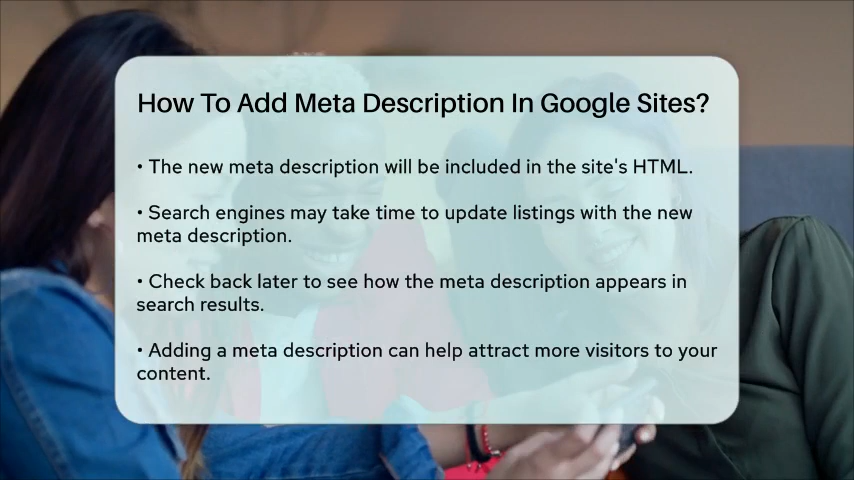 How To Add Meta Description In Google Sites?
• The new meta description will be included in the site's HTML.
• Search engines may take time to update listings with the new
meta description.
• Check back later to see how the meta description appears in
search results.
• Adding a meta description can help attract more visitors to your
content.